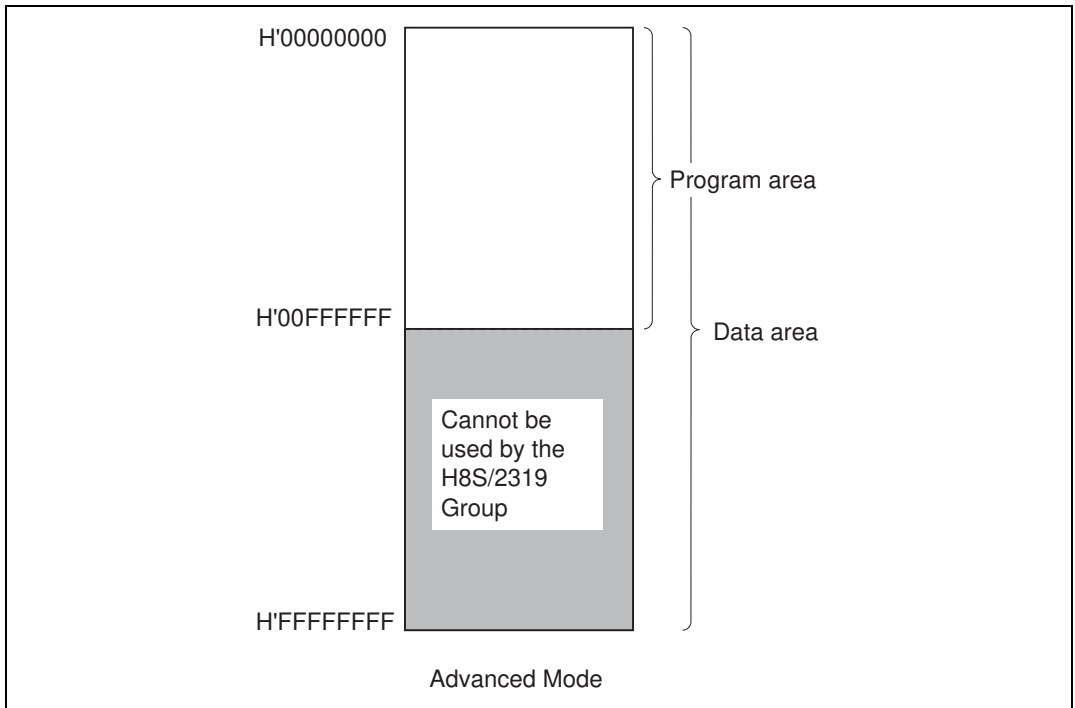 H'00000000
Program area
H'00FFFFFF
Data area
Cannot be
used by the
H8S/2319
Group
H'FFFFFFFF
Advanced Mode